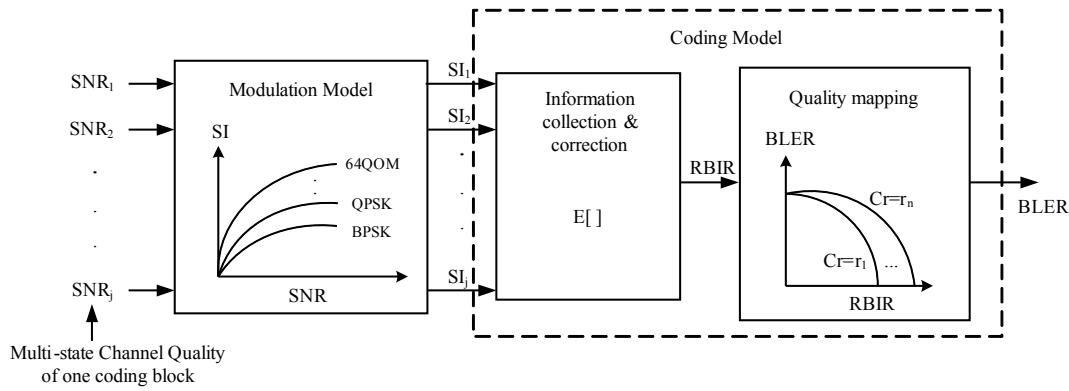 Coding Model
SNR1
SNR2
.
.
.
SNRj
Multi-state Channel Quality
of one coding block
Modulation Model
SI
64QOM
...
QPSK
BPSK
SNR
SI1
SI2
.
.
.
SIj
Information
collection &
correction
E[ ]
RBIR
Quality mapping
BLER
Cr=rn
Cr=r1
...
RBIR
BLER